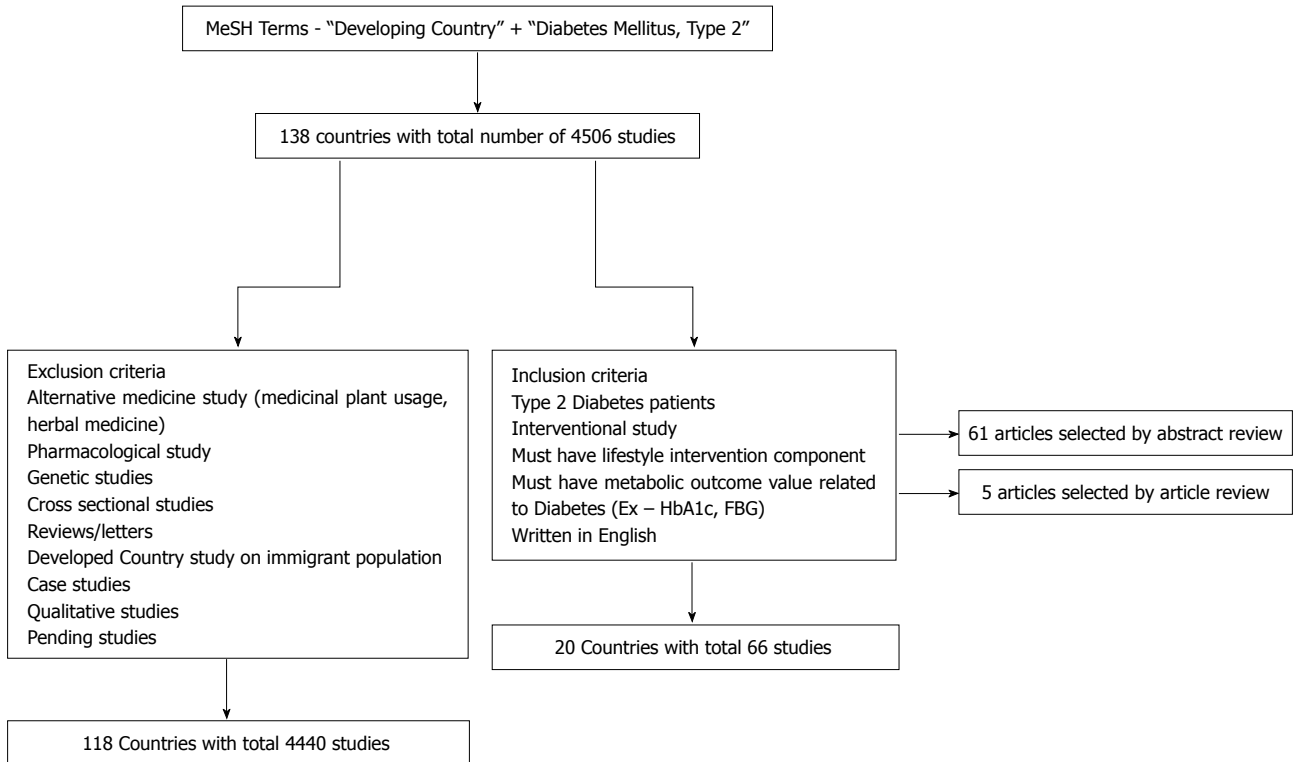 MeSH Terms - “Developing Country” + “Diabetes Mellitus, Type 2”
138 countries with total number of 4506 studies
Exclusion criteria
Alternative medicine study (medicinal plant usage,
herbal medicine)
Pharmacological study
Genetic studies
Cross sectional studies
Reviews/letters
Developed Country study on immigrant population
Case studies
Qualitative studies
Pending studies
Inclusion criteria
Type 2 Diabetes patients
Interventional study
Must have lifestyle intervention component
Must have metabolic outcome value related
to Diabetes (Ex – HbA1c, FBG)
Written in English
61 articles selected by abstract review
5 articles selected by article review
20 Countries with total 66 studies
118 Countries with total 4440 studies